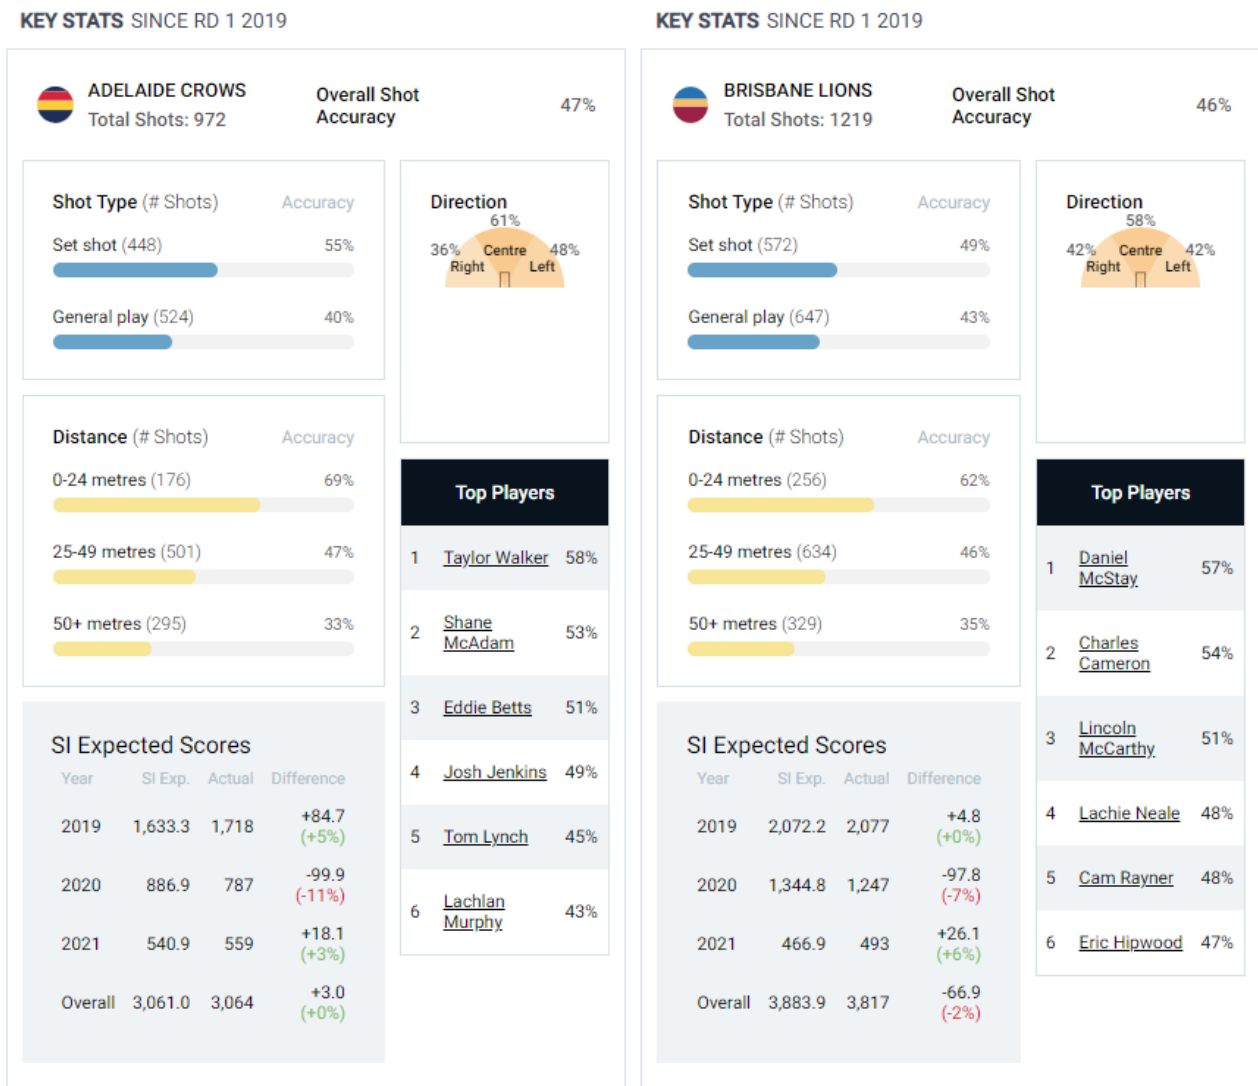 KEY STATS SINCE RD 1 2019
ADELAIDE CROWS
Total Shots: 972
Overall Shot
Accuracy
47%
Shot Type (# Shots) Accuracy
Set shot (448) 55%
General play (524) 40%
Direction
61%
36% Centre 48%
Right Left
Distance (# Shots) Accuracy
0-24 metres (176) 69%
25-49 metres (501) 47%
50+ metres (295) 33%
Top Players
1 Taylor Walker 58%
2 Shane
McAdam 53%
3 Eddie Betts 51%
4 Josh Jenkins 49%
5 Tom Lynch 45%
6 Lachlan
Murphy 43%
SI Expected Scores
Year SI Exp. Actual Difference
2019 1,633.3 1,718 +84.7
(+5%)
2020 886.9 787 -99.9
(-11%)
2021 540.9 559 +18.1
(+3%)
Overall 3,061.0 3,064 +3.0
(+0%)
KEY STATS SINCE RD 1 2019
BRISBANE LIONS
Total Shots: 1219
Overall Shot
Accuracy
46%
Shot Type (# Shots) Accuracy
Set shot (572) 49%
General play (647) 43%
Direction
58%
42% Centre 42%
Right Left
Distance (# Shots) Accuracy
0-24 metres (256) 62%
25-49 metres (634) 46%
50+ metres (329) 35%
Top Players
1 Daniel
McStay 57%
2 Charles
Cameron 54%
3 Lincoln
McCarthy 51%
4 Lachie Neale 48%
5 Cam Rayner 48%
6 Eric Hipwood 47%
SI Expected Scores
Year SI Exp. Actual Difference
2019 2,072.2 2,077 +4.8
(+0%)
2020 1,344.8 1,247 -97.8
(-7%)
2021 466.9 493 +26.1
(+6%)
Overall 3,883.9 3,817 -66.9
(-2%)